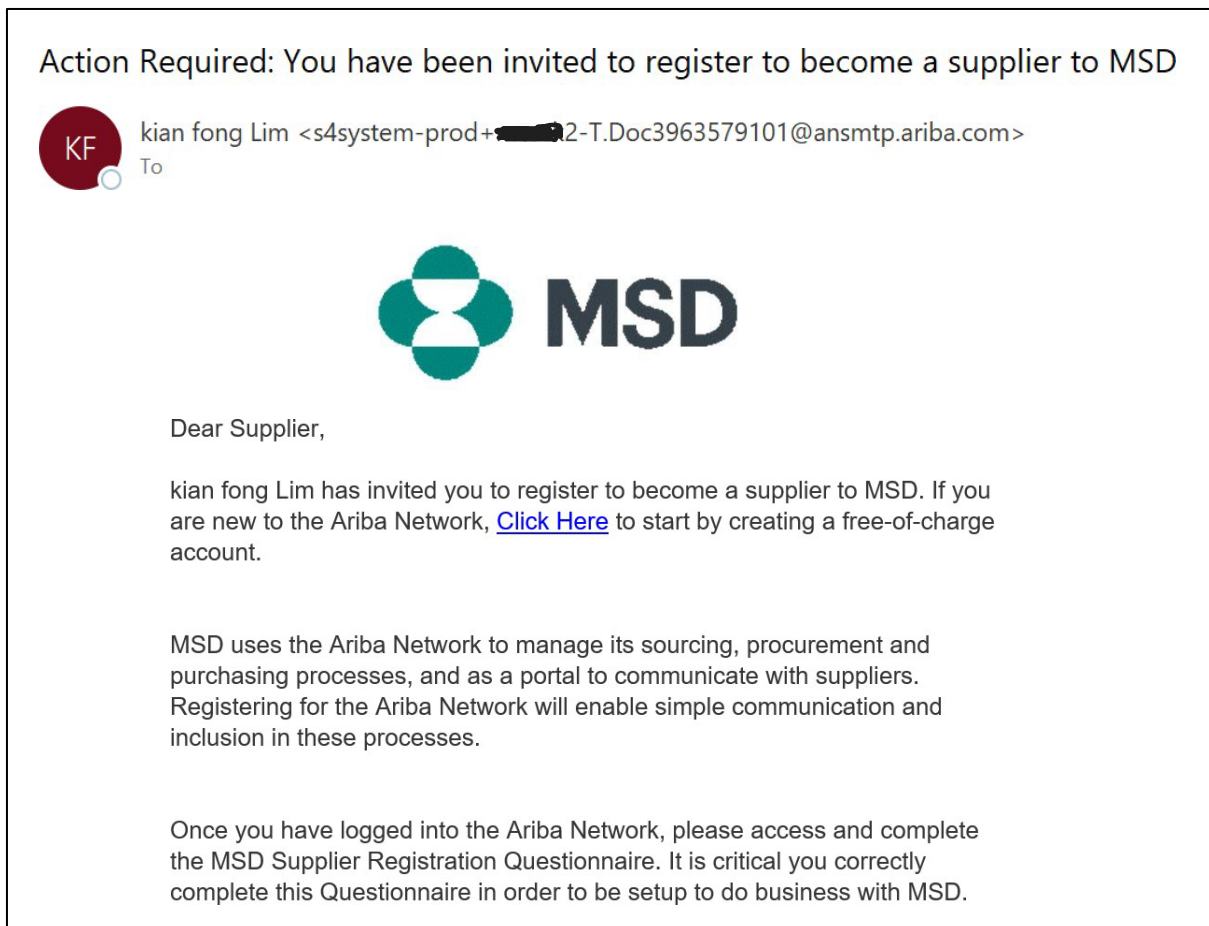 Action Required: You have been invited to register to become a supplier to MSD
KF
kian fong Lim <s4system-prod+2-T.Doc3963579101@ansmtp.ariba.com>
To
MSD
Dear Supplier,
kian fong Lim has invited you to register to become a supplier to MSD. If you
are new to the Ariba Network, Click Here to start by creating a free-of-charge
account.
MSD uses the Ariba Network to manage its sourcing, procurement and
purchasing processes, and as a portal to communicate with suppliers.
Registering for the Ariba Network will enable simple communication and
inclusion in these processes.
Once you have logged into the Ariba Network, please access and complete
the MSD Supplier Registration Questionnaire. It is critical you correctly
complete this Questionnaire in order to be setup to do business with MSD.